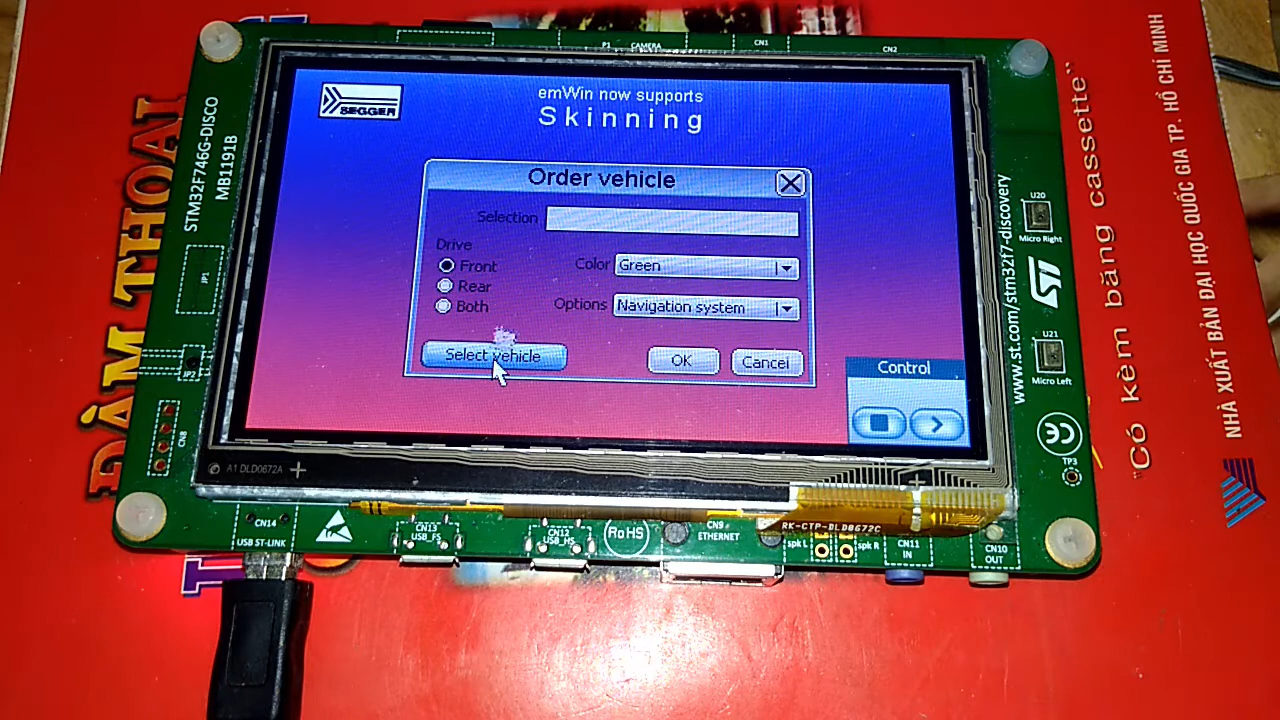 P1 CAMERA
CN3
CN2
STM32F746G-DISCO
MB1191B
SEGGER
emWin now supports
Skinning
Order vehicle
Selection
Drive
Front
Rear
Both
Color
Green
Options
Navigation system
Select vehicle
OK
Cancel
Control
JP1
JP2
CN8
A1 DLD0672A
www.st.com/stm32f7-discovery
U20
Micro Right
ST
U21
Micro Left
CE
TP3
CN14
USB ST-LINK
CN13
USB_FS
CN12
USB_HS
RoHS
CN9
ETHERNET
RK-CTP-DLD0672C
spk L
spk R
CN11
IN
CN10
OUT
ĐÀM THOẠI
"Có kèm băng cassette"
NHÀ XUẤT BẢN ĐẠI HỌC QUỐC GIA TP. HỒ CHÍ MINH